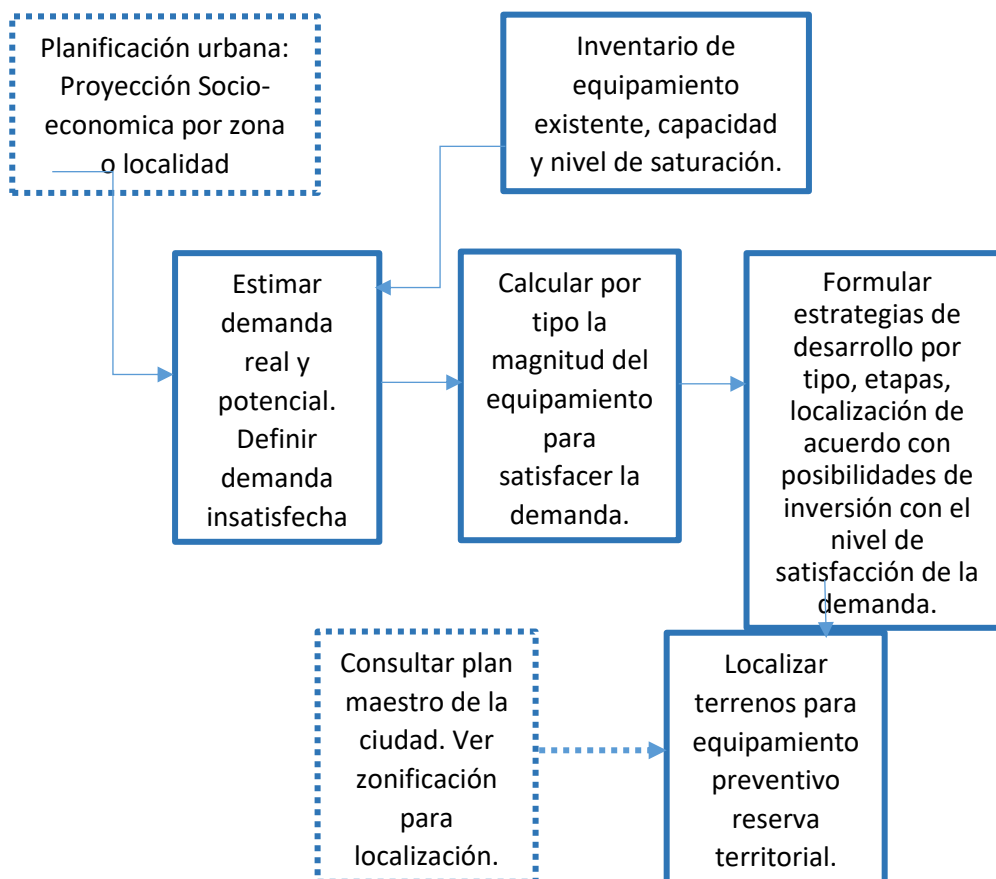 Planificación urbana:
Proyección Socio-
economica por zona
o localidad
Inventario de
equipamiento
existente, capacidad
y nivel de saturación.
Estimar
demanda
real y
potencial.
Definir
demanda
insatisfecha
Calcular por
tipo la
magnitud del
equipamiento
para
satisfacer la
demanda.
Formular
estrategias de
desarrollo por
tipo, etapas,
localización de
acuerdo con
posibilidades de
inversión con el
nivel de
satisfacción de la
demanda.
Consultar plan
maestro de la
ciudad. Ver
zonificación
para
localización.
Localizar
terrenos para
equipamiento
preventivo
reserva
territorial.